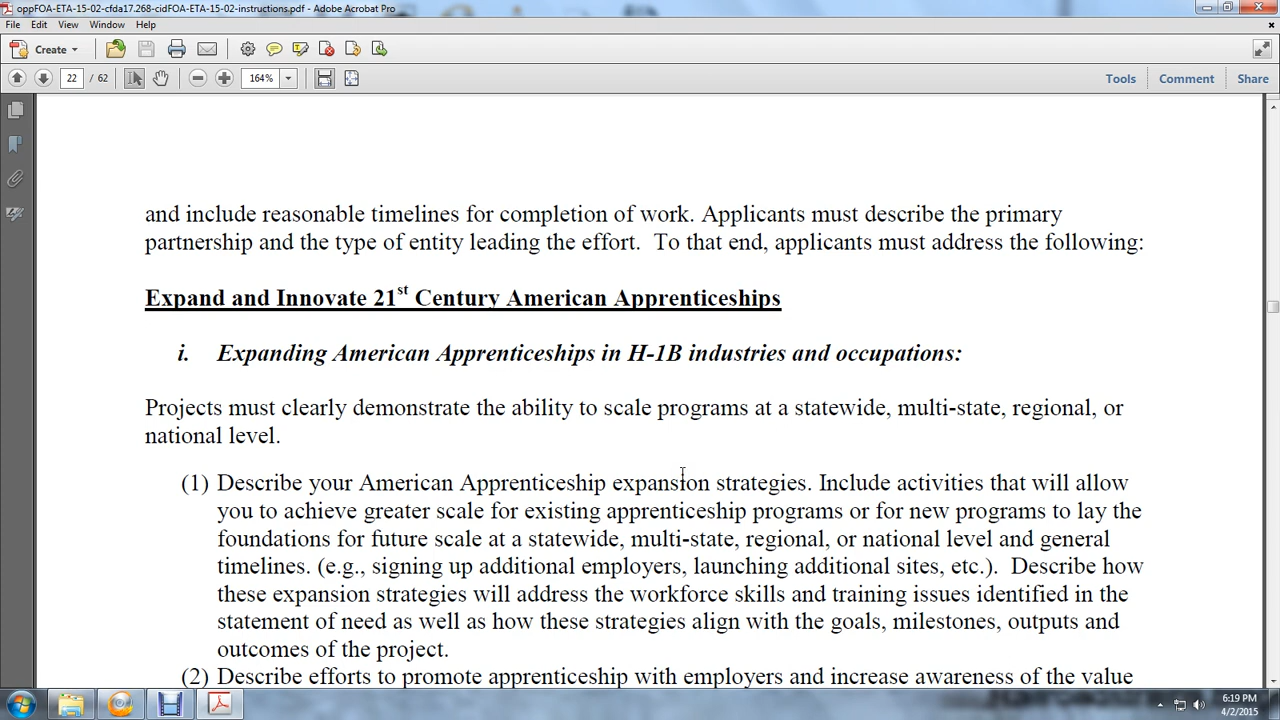 oppFOA-ETA-15-02-cfda17.268-cidFOA-ETA-15-02-instructions.pdf - Adobe Acrobat Pro
File Edit View Window Help
Create
22 / 62 164% Tools Comment Share
and include reasonable timelines for completion of work. Applicants must describe the primary
partnership and the type of entity leading the effort. To that end, applicants must address the following:
Expand and Innovate 21st Century American Apprenticeships
i. Expanding American Apprenticeships in H-1B industries and occupations:
Projects must clearly demonstrate the ability to scale programs at a statewide, multi-state, regional, or
national level.
(1) Describe your American Apprenticeship expansion strategies. Include activities that will allow
you to achieve greater scale for existing apprenticeship programs or for new programs to lay the
foundations for future scale at a statewide, multi-state, regional, or national level and general
timelines. (e.g., signing up additional employers, launching additional sites, etc.). Describe how
these expansion strategies will address the workforce skills and training issues identified in the
statement of need as well as how these strategies align with the goals, milestones, outputs and
outcomes of the project.
(2) Describe efforts to promote apprenticeship with employers and increase awareness of the value
6:19 PM
4/2/2015